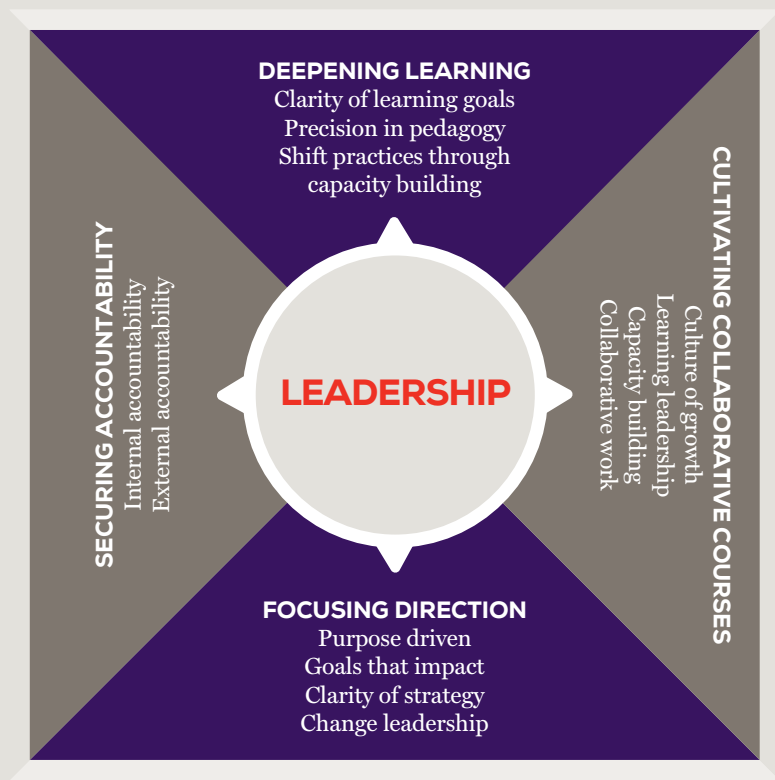 DEEPENING LEARNING
Clarity of learning goals
Precision in pedagogy
Shift practices through
capacity building
SECURING ACCOUNTABILITY
Internal accountability
External accountability
LEADERSHIP
CULTIVATING COLLABORATIVE COURSES
Culture of growth
Learning leadership
Capacity building
Collaborative work
FOCUSING DIRECTION
Purpose driven
Goals that impact
Clarity of strategy
Change leadership